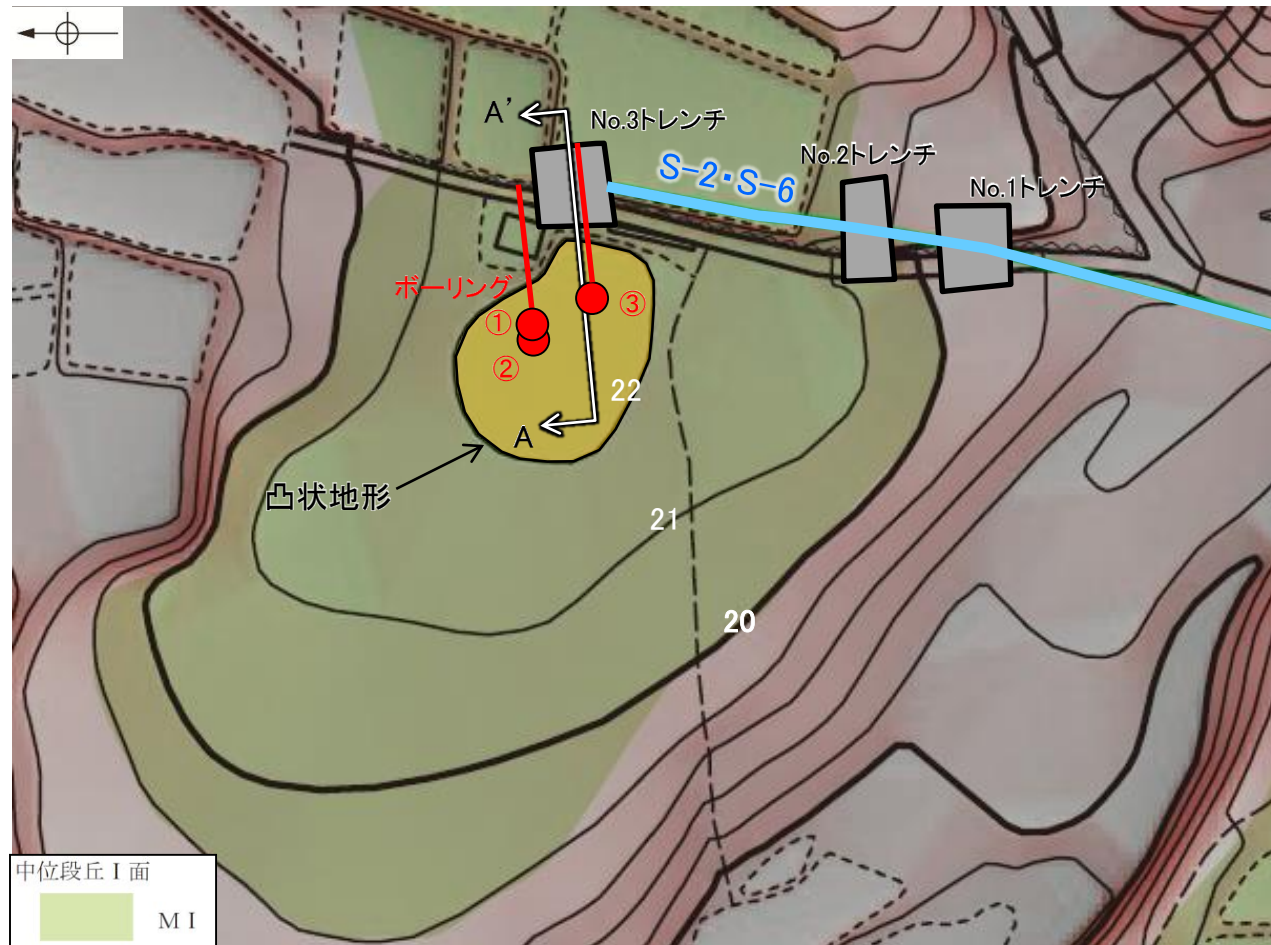 A’
No.3トレンチ
No.2トレンチ
No.1トレンチ
S-2・S-6
ボーリング
①
②
③
22
A
凸状地形
21
20
中位段丘Ⅰ面
MⅠ